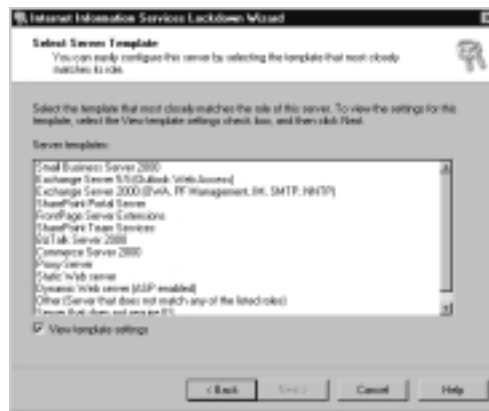 Internet Information Services Lockdown Wizard
Select Server Template
You can easily configure this server by selecting the template that most closely
matches its role.
Select the template that most closely matches the role of this server. To view the settings for this
template, select the View template settings check box, and then click Next.
Server templates:
Small Business Server 2000
Exchange Server 5.5 (Outlook Web Access)
Exchange Server 2000 (OWA, PF Management, IM, SMTP, NNTP)
SharePoint Portal Server
FrontPage Server Extensions
SharePoint Team Services
BizTalk Server 2000
Commerce Server 2000
Proxy Server
Static Web server
Dynamic Web server (ASP enabled)
Other (Server that does not match any of the listed roles)
Server that does not require IIS
View template settings
< Back
Next >
Cancel
Help